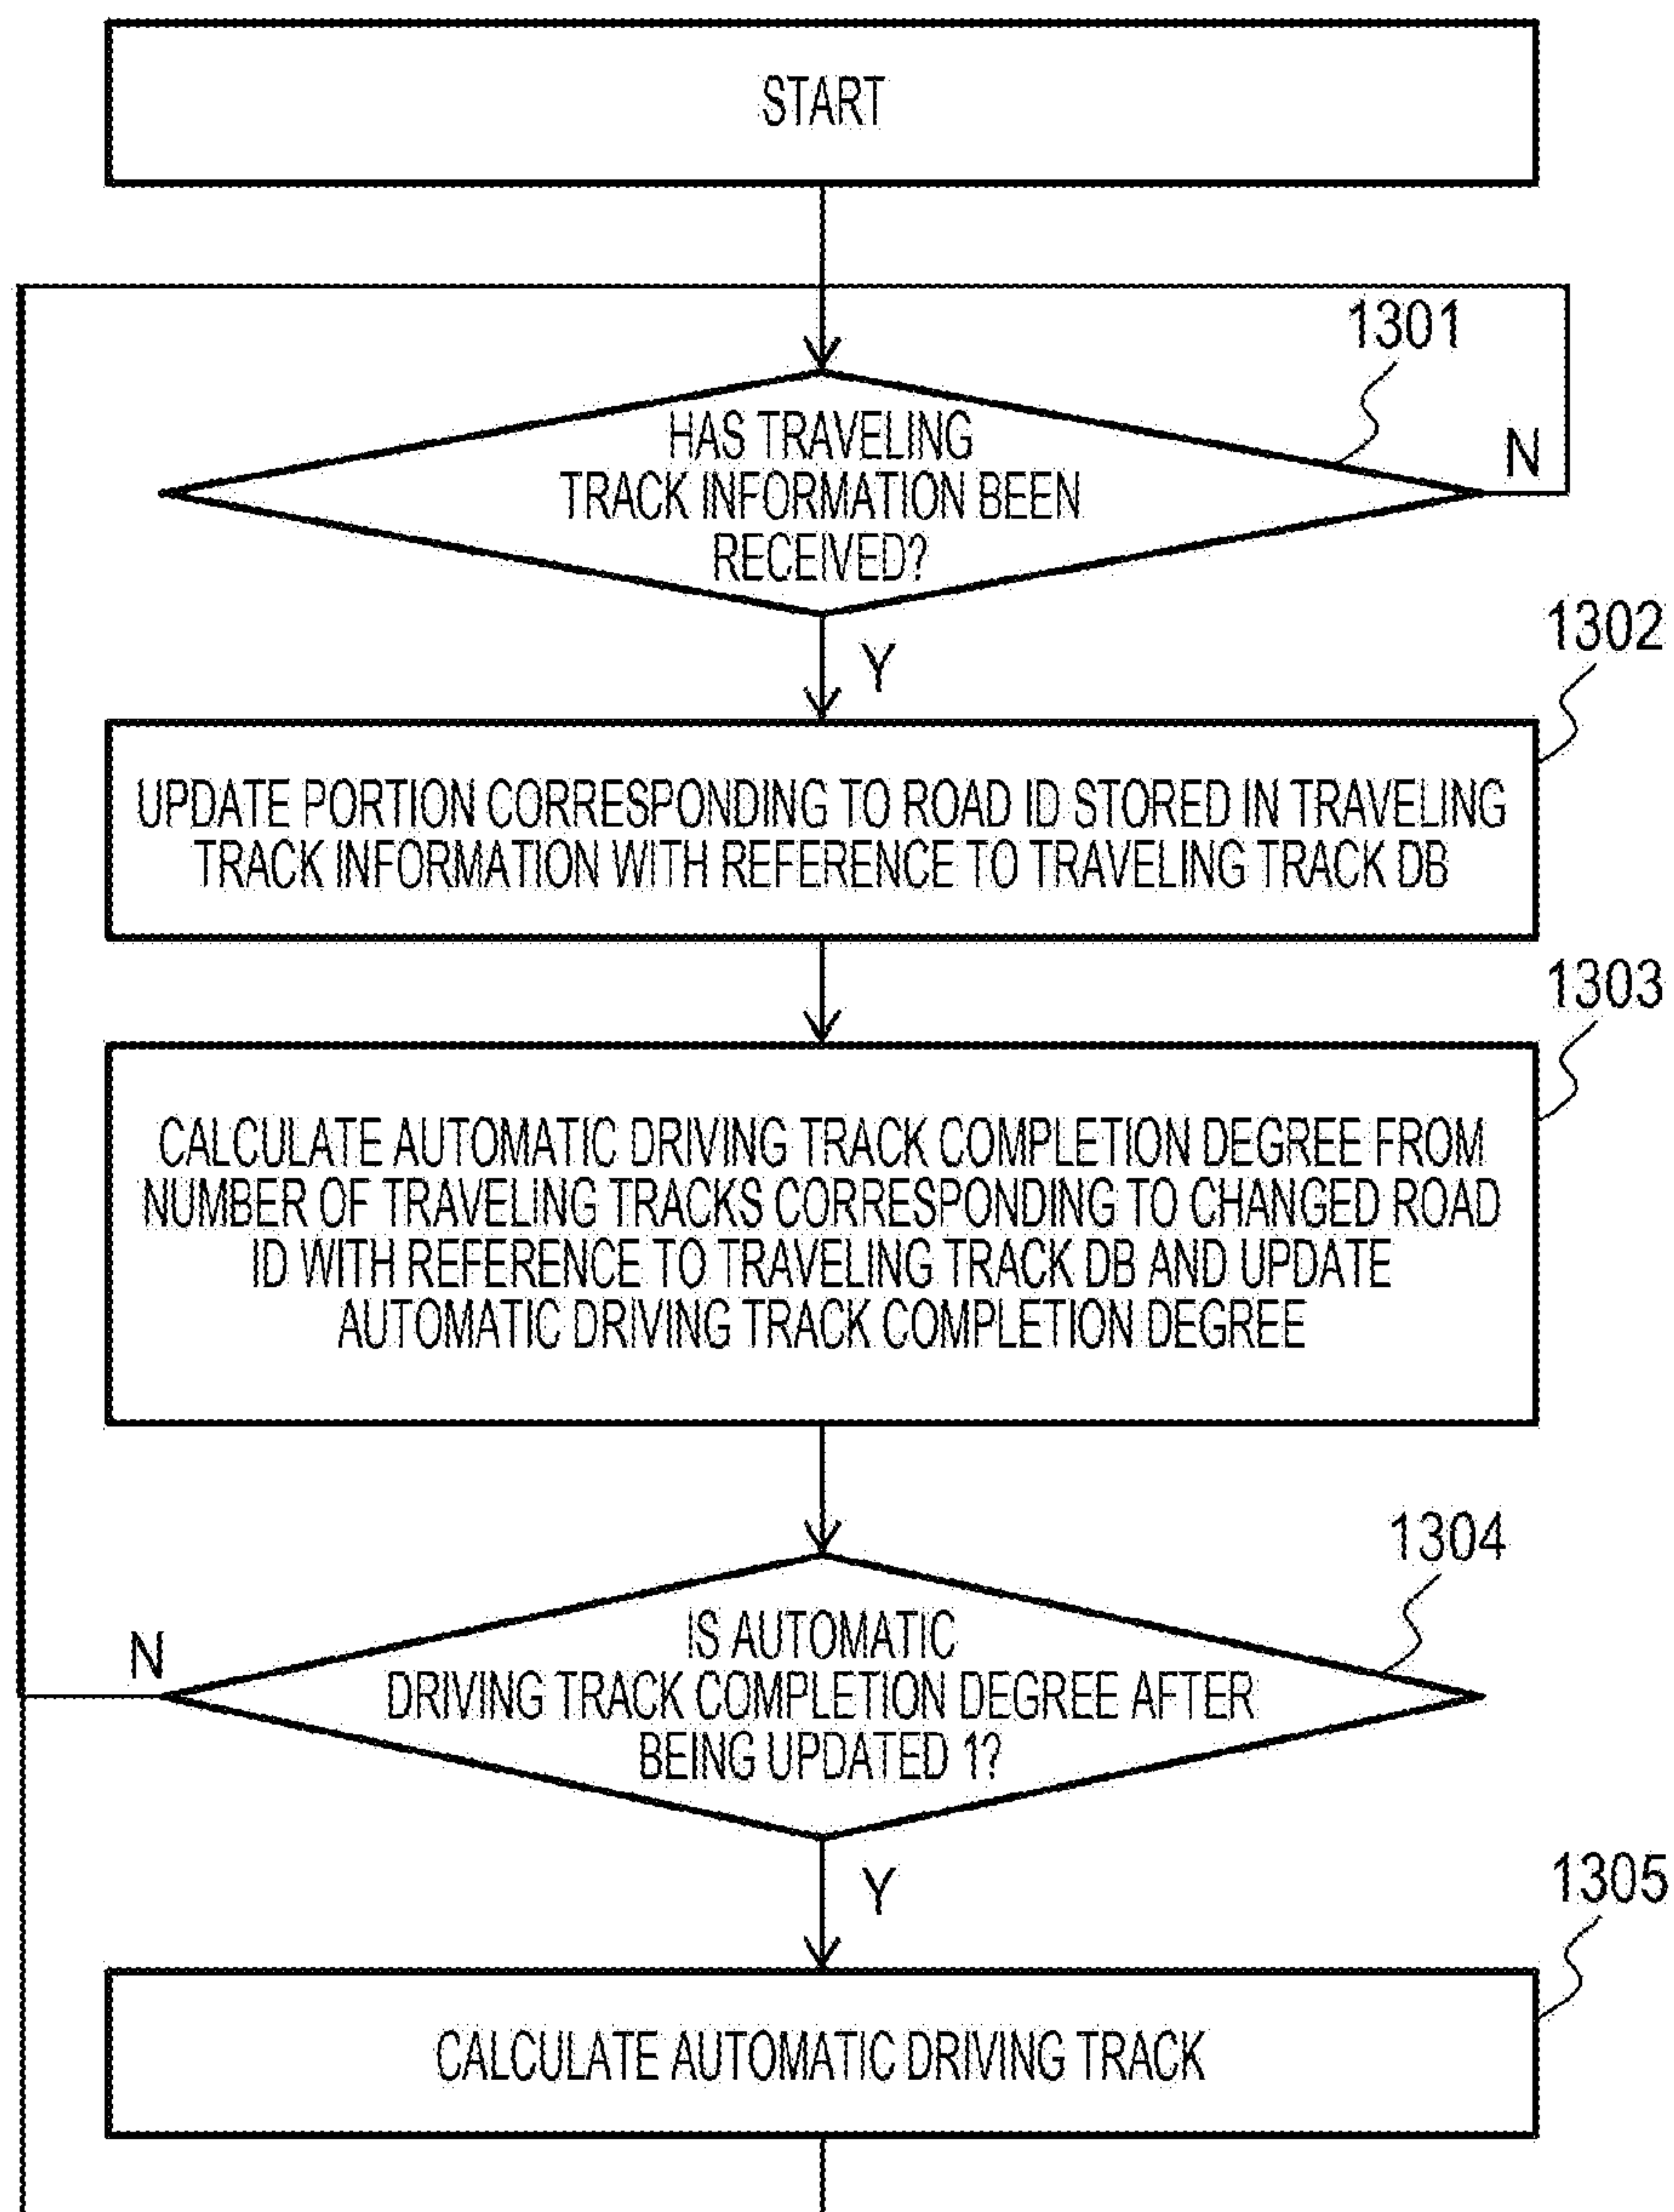 START
1301
HAS TRAVELING
TRACK INFORMATION BEEN
RECEIVED?
N
Y
1302
UPDATE PORTION CORRESPONDING TO ROAD ID STORED IN TRAVELING
TRACK INFORMATION WITH REFERENCE TO TRAVELING TRACK DB
1303
CALCULATE AUTOMATIC DRIVING TRACK COMPLETION DEGREE FROM
NUMBER OF TRAVELING TRACKS CORRESPONDING TO CHANGED ROAD
ID WITH REFERENCE TO TRAVELING TRACK DB AND UPDATE
AUTOMATIC DRIVING TRACK COMPLETION DEGREE
1304
N
IS AUTOMATIC
DRIVING TRACK COMPLETION DEGREE AFTER
BEING UPDATED 1?
Y
1305
CALCULATE AUTOMATIC DRIVING TRACK